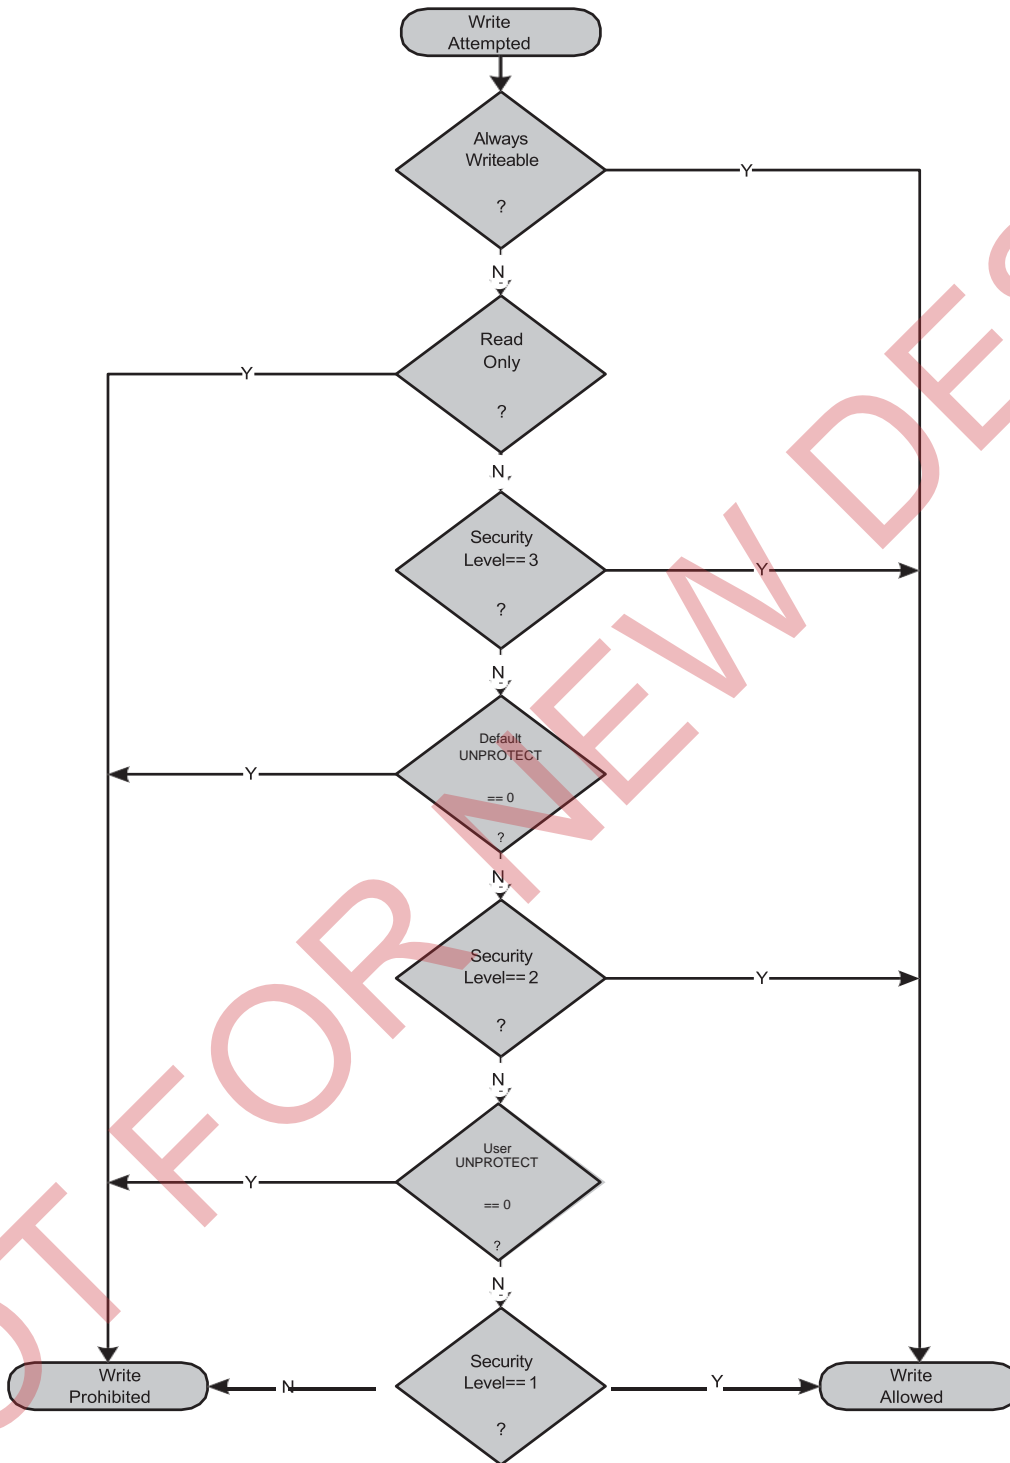 Write
Attempted
Always
Writeable
?
Y
N
Read
Only
?
Y
N
Security
Level== 3
?
Y
N
Default
UNPROTECT
== 0
?
Y
N
Security
Level== 2
?
Y
N
User
UNPROTECT
== 0
?
Y
N
Security
Level== 1
?
N
Y
Write
Prohibited
Write
Allowed
OT FOR NEW DES